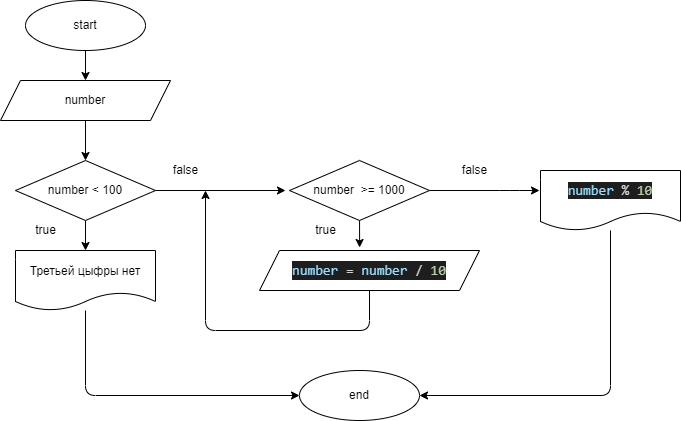 start
number
number < 100
false
number >= 1000
false
number % 10
true
Третьей цыфры нет
true
number = number / 10
end